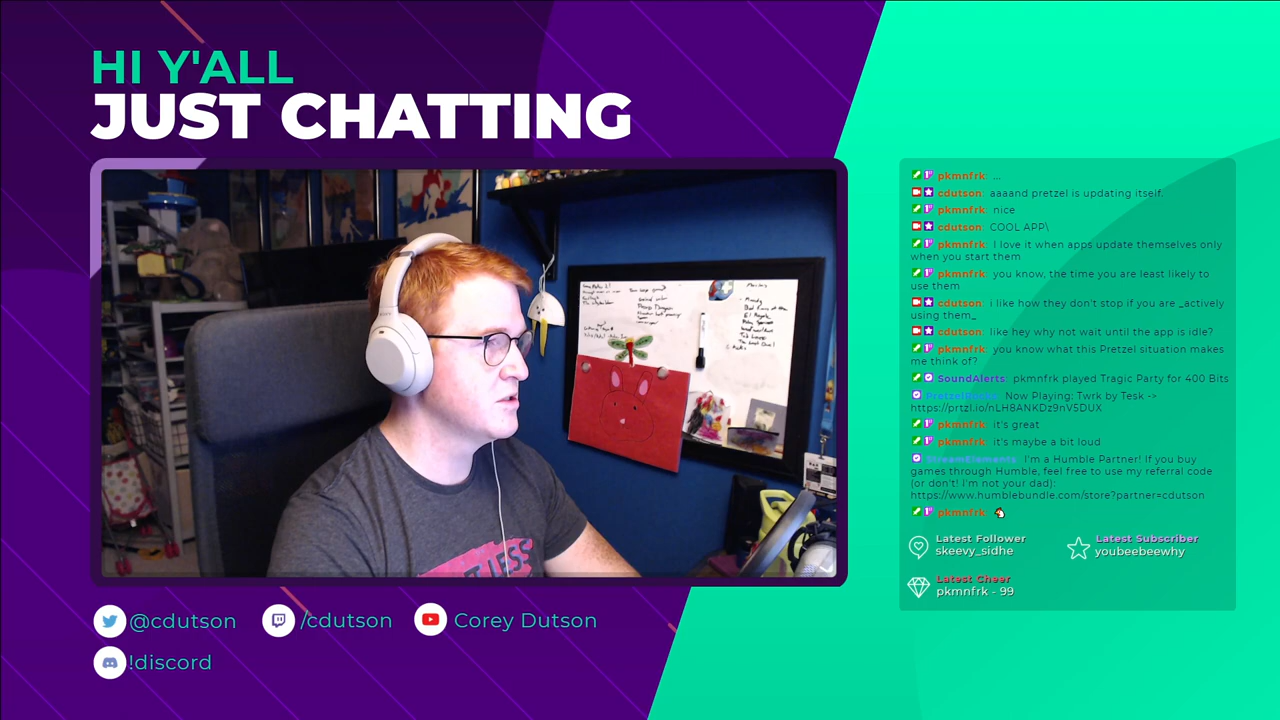 HI Y'ALL
JUST CHATTING
pkmnfrk: ...
cdutson: aaaand pretzel is updating itself.
pkmnfrk: nice
cdutson: COOL APP\
pkmnfrk: I love it when apps update themselves only
when you start them
pkmnfrk: you know, the time you are least likely to
use them
cdutson: i like how they don't stop if you are _actively
using them_
cdutson: like hey why not wait until the app is idle?
pkmnfrk: you know what this Pretzel situation makes
me think of?
SoundAlerts: pkmnfrk played Tragic Party for 400 Bits
PretzelRocks: Now Playing: Twrk by Tesk ->
https://prtzl.io/nLH8ANKDz9nV5DUX
pkmnfrk: it's great
pkmnfrk: it's maybe a bit loud
StreamElements: I'm a Humble Partner! If you buy
games through Humble, feel free to use my referral code
(or don't! I'm not your dad):
https://www.humblebundle.com/store?partner=cdutson
pkmnfrk:
Latest Follower
skeevy_sidhe
Latest Subscriber
youbeebeewhy
Latest Cheer
pkmnfrk - 99
@cdutson
/cdutson
Corey Dutson
!discord